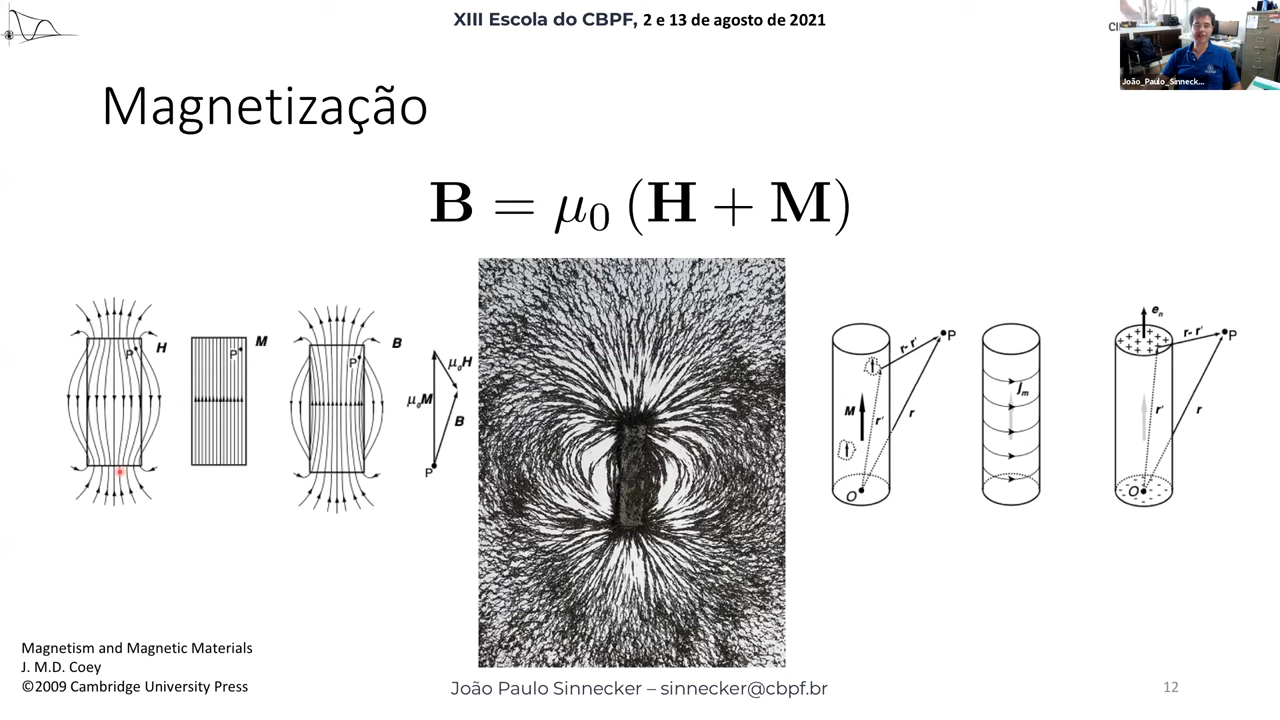 XIII Escola do CBPF, 2 e 13 de agosto de 2021
CI
João_Paulo_Sinneck...
Magnetização
B = μ₀ (H + M)
H
P
M
P
B
P
μ₀H
μ₀M
B
P
P
r- r'
M
r'
r
O
jₘ
eₙ
P
r- r'
r'
r
O
Magnetism and Magnetic Materials
J. M.D. Coey
©2009 Cambridge University Press
João Paulo Sinnecker – sinnecker@cbpf.br
12